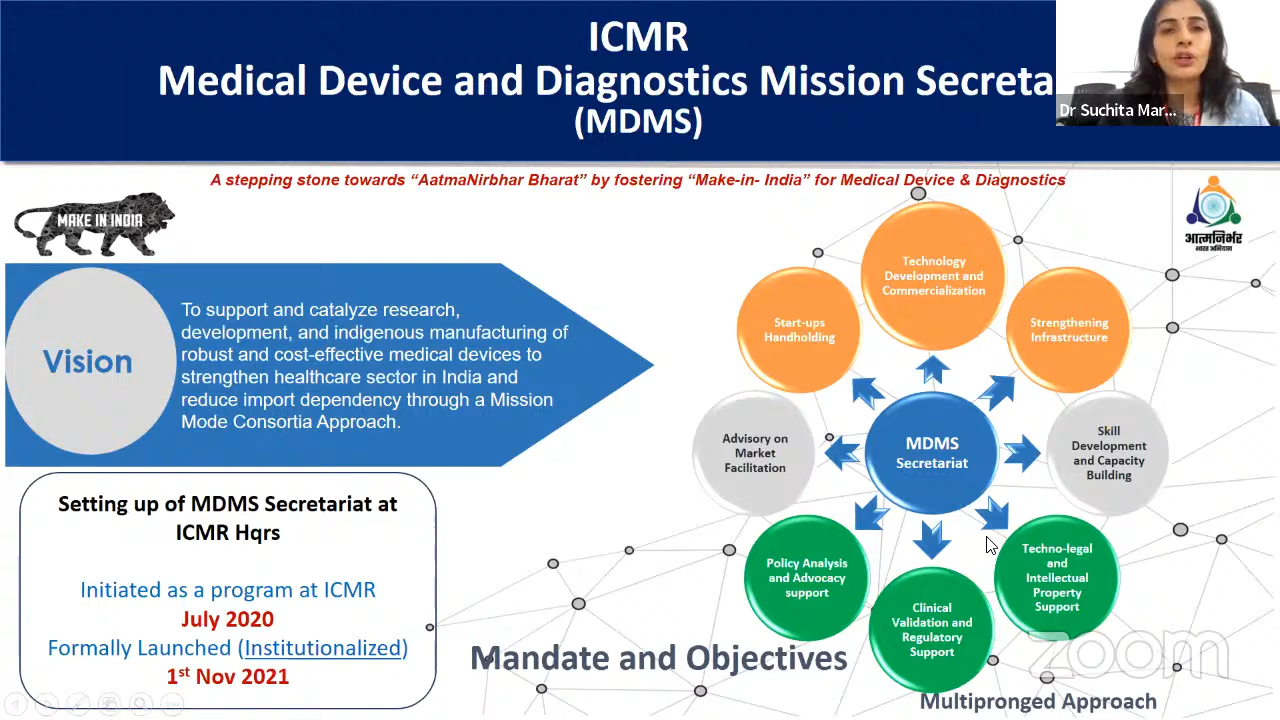 ICMR
Medical Device and Diagnostics Mission Secreta
(MDMS)
Dr Suchita Mar...
A stepping stone towards “AatmaNirbhar Bharat” by fostering “Make-in- India” for Medical Device & Diagnostics
MAKE IN INDIA
आत्मनिर्भर
भारत अभियान
Vision
To support and catalyze research,
development, and indigenous manufacturing of
robust and cost-effective medical devices to
strengthen healthcare sector in India and
reduce import dependency through a Mission
Mode Consortia Approach.
Technology
Development and
Commercialization
Start-ups
Handholding
Strengthening
Infrastructure
Advisory on
Market
Facilitation
MDMS
Secretariat
Skill
Development
and Capacity
Building
Policy Analysis
and Advocacy
support
Clinical
Validation and
Regulatory
Support
Techno-legal
and
Intellectual
Property
Support
Setting up of MDMS Secretariat at
ICMR Hqrs
Initiated as a program at ICMR
July 2020
Formally Launched (Institutionalized)
1st Nov 2021
Mandate and Objectives
Multipronged Approach
zoom